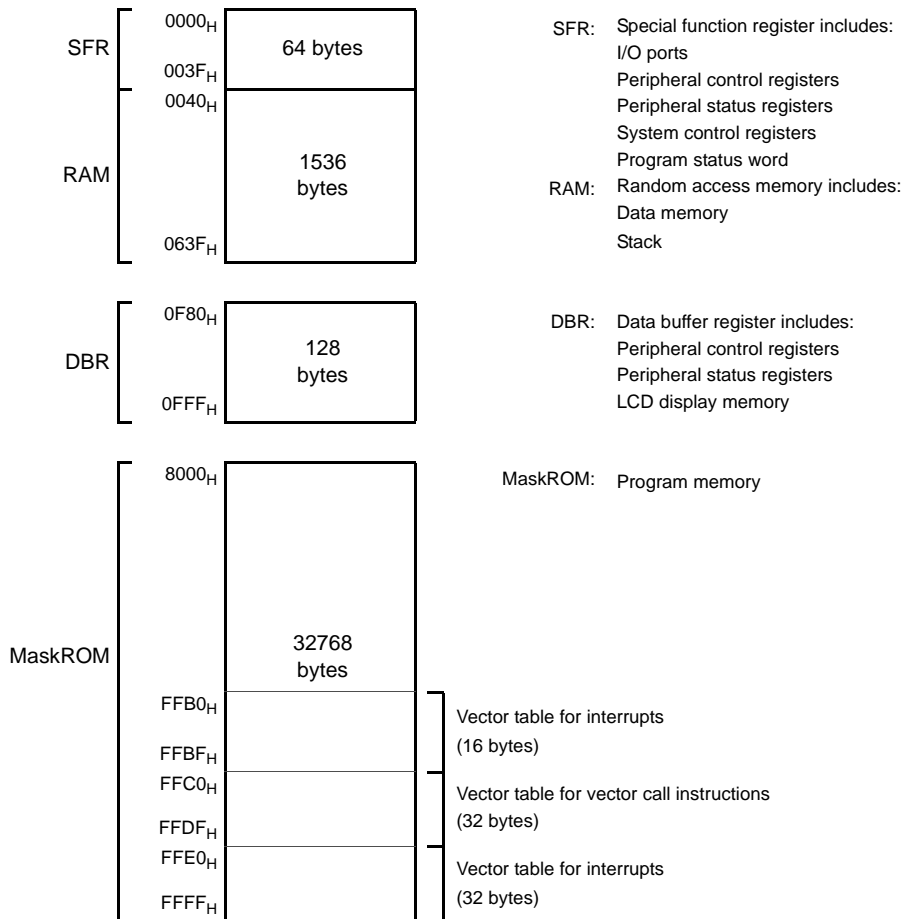 0000H
SFR
64 bytes
003FH
0040H
RAM
1536
bytes
063FH
SFR: Special function register includes:
I/O ports
Peripheral control registers
Peripheral status registers
System control registers
Program status word
RAM: Random access memory includes:
Data memory
Stack
0F80H
DBR
128
bytes
0FFFH
DBR: Data buffer register includes:
Peripheral control registers
Peripheral status registers
LCD display memory
8000H
MaskROM: Program memory
MaskROM
32768
bytes
FFB0H
Vector table for interrupts
(16 bytes)
FFBFH
FFC0H
Vector table for vector call instructions
(32 bytes)
FFDFH
FFE0H
Vector table for interrupts
(32 bytes)
FFFFH